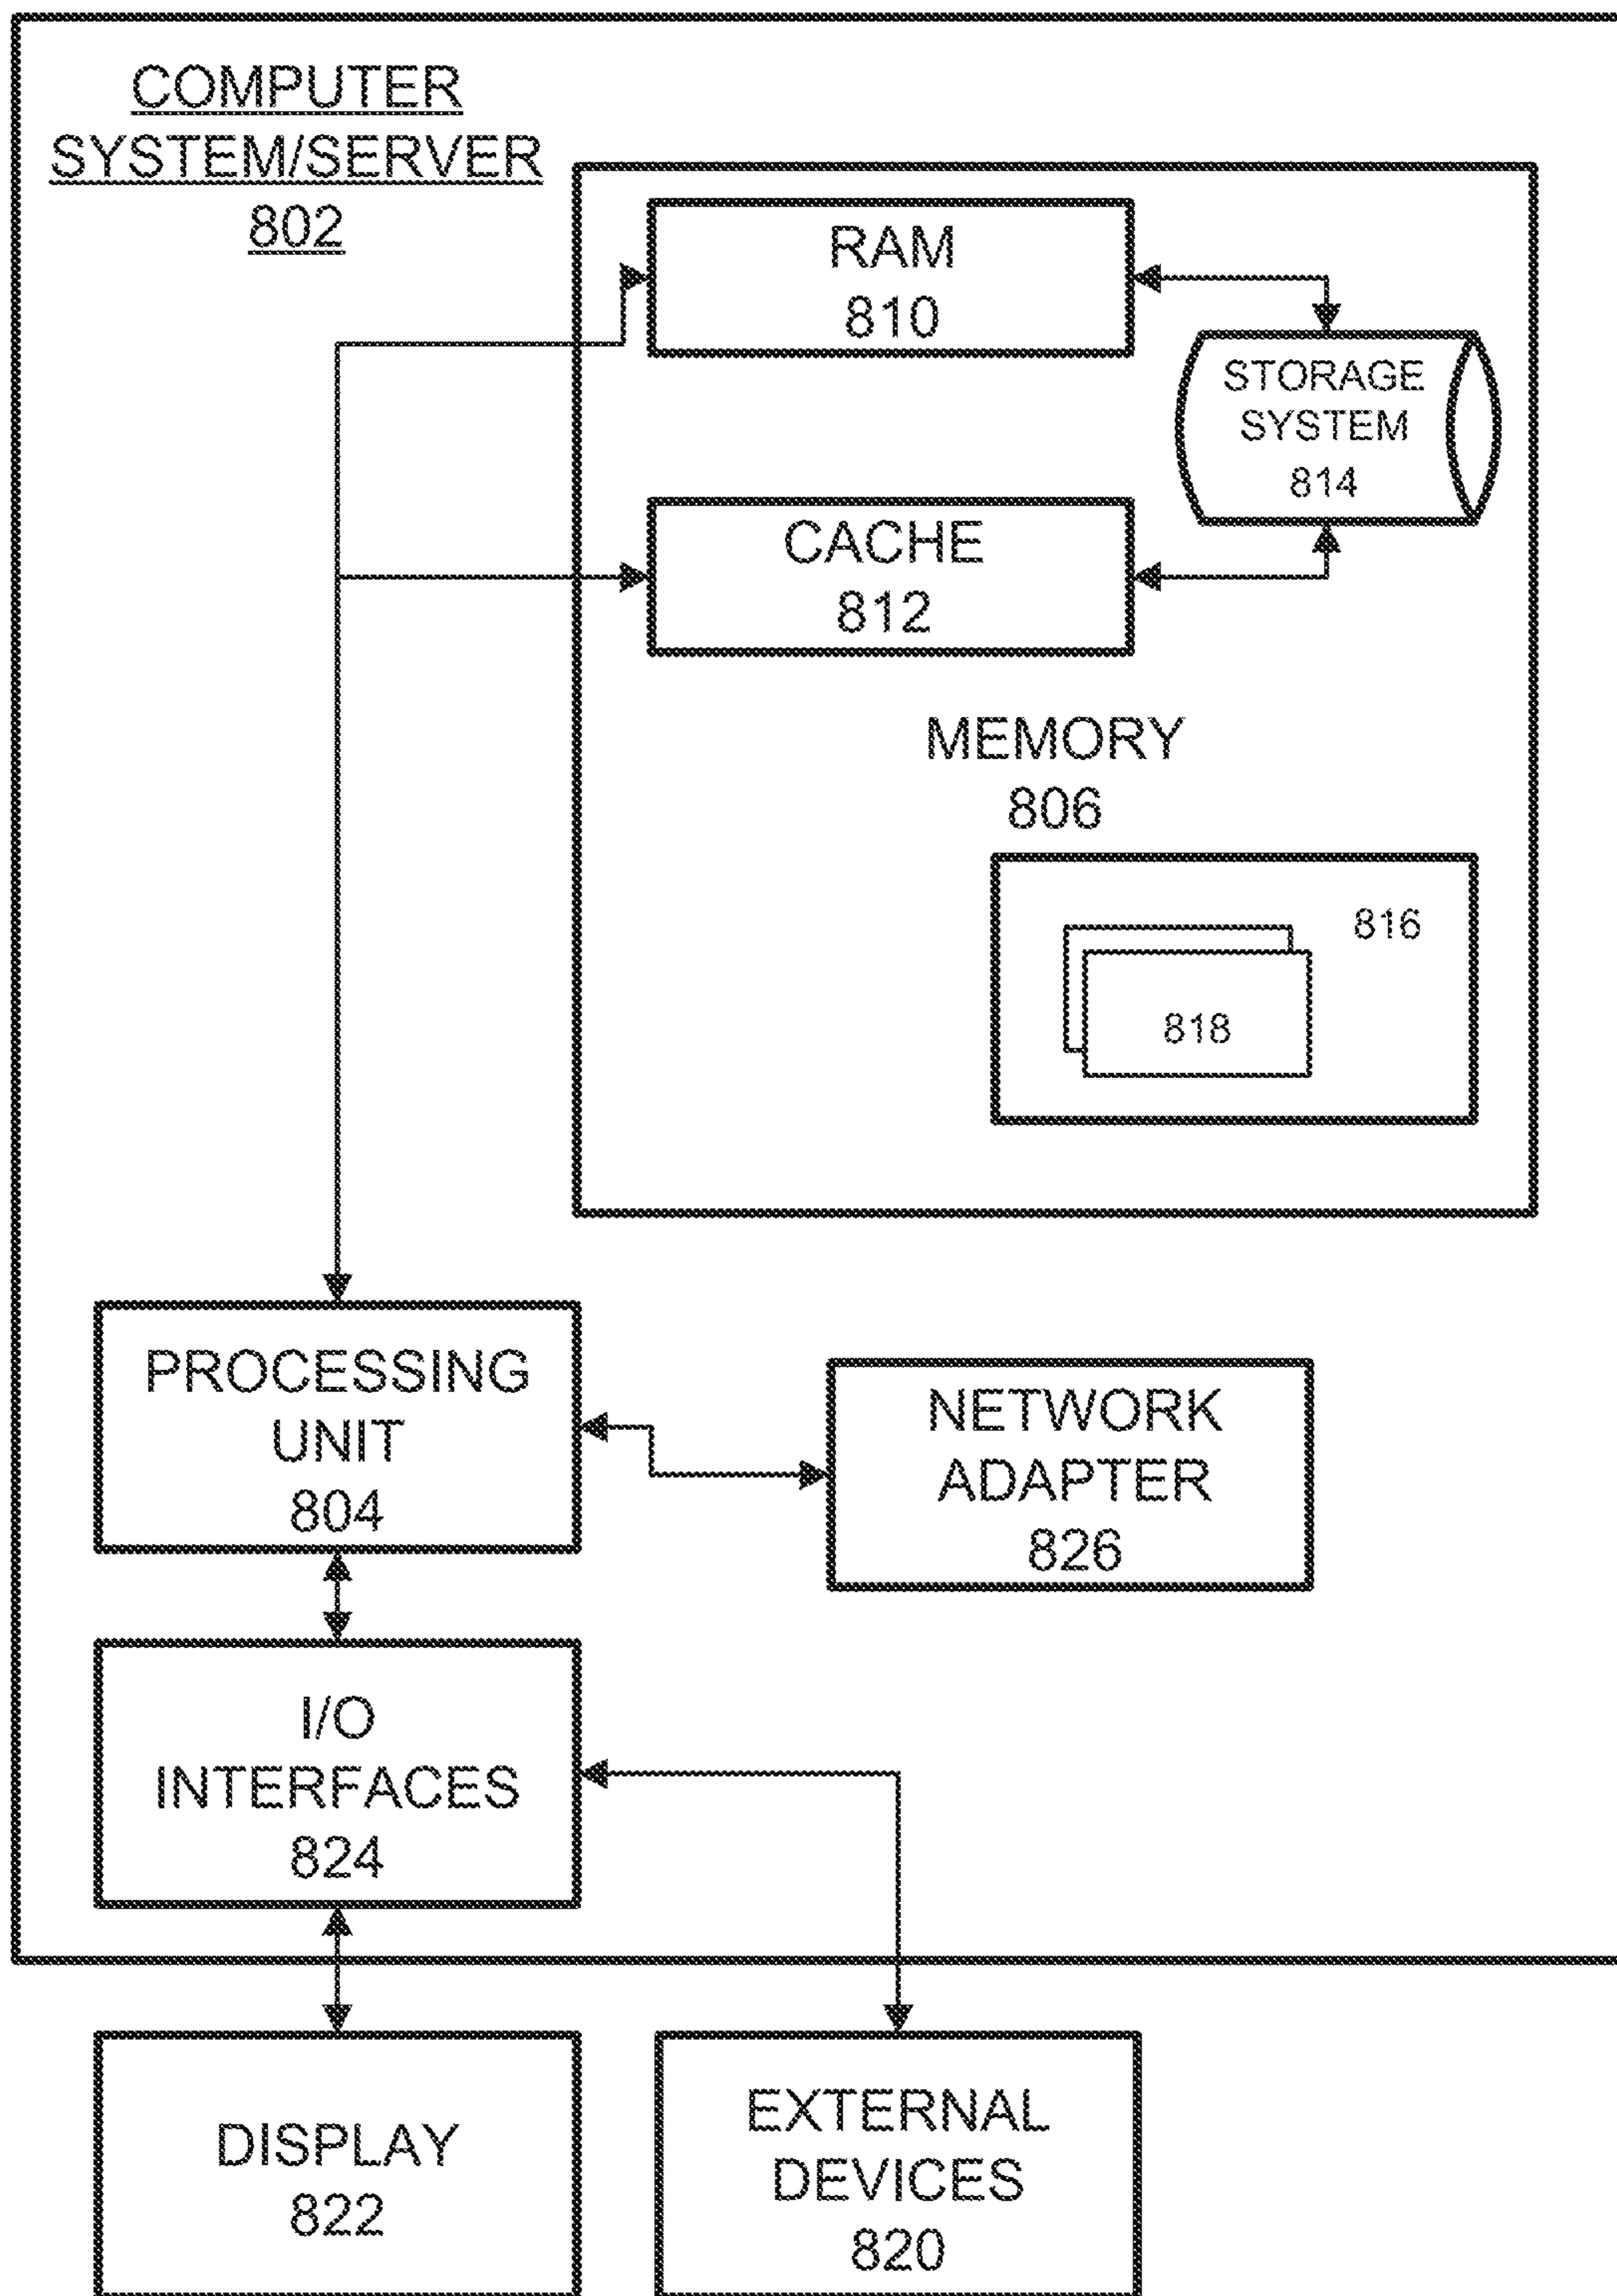 COMPUTER
SYSTEM/SERVER
802
RAM
810
STORAGE
SYSTEM
814
CACHE
812
MEMORY
806
816
818
PROCESSING
UNIT
804
NETWORK
ADAPTER
826
I/O
INTERFACES
824
DISPLAY
822
EXTERNAL
DEVICES
820